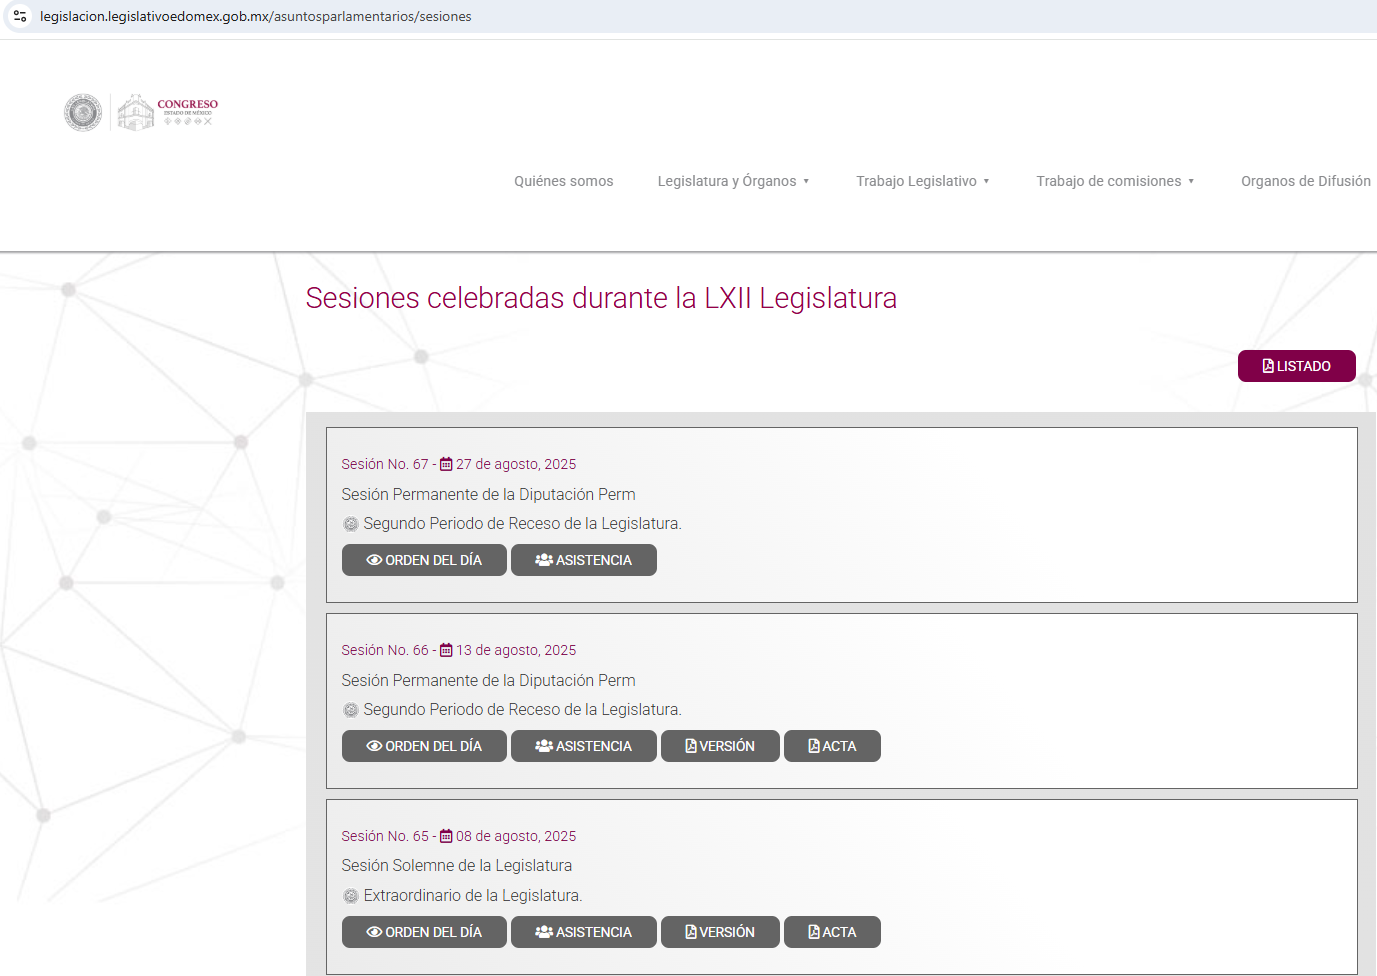 legislacion.legislativoedomex.gob.mx/asuntosparlamentarios/sesiones
CONGRESO
ESTADO DE MÉXICO
Quiénes somos
Legislatura y Órganos
Trabajo Legislativo
Trabajo de comisiones
Organos de Difusión
Sesiones celebradas durante la LXII Legislatura
LISTADO
Sesión No. 67 - 27 de agosto, 2025
Sesión Permanente de la Diputación Perm
Segundo Periodo de Receso de la Legislatura.
ORDEN DEL DÍA ASISTENCIA
Sesión No. 66 - 13 de agosto, 2025
Sesión Permanente de la Diputación Perm
Segundo Periodo de Receso de la Legislatura.
ORDEN DEL DÍA ASISTENCIA VERSIÓN ACTA
Sesión No. 65 - 08 de agosto, 2025
Sesión Solemne de la Legislatura
Extraordinario de la Legislatura.
ORDEN DEL DÍA ASISTENCIA VERSIÓN ACTA